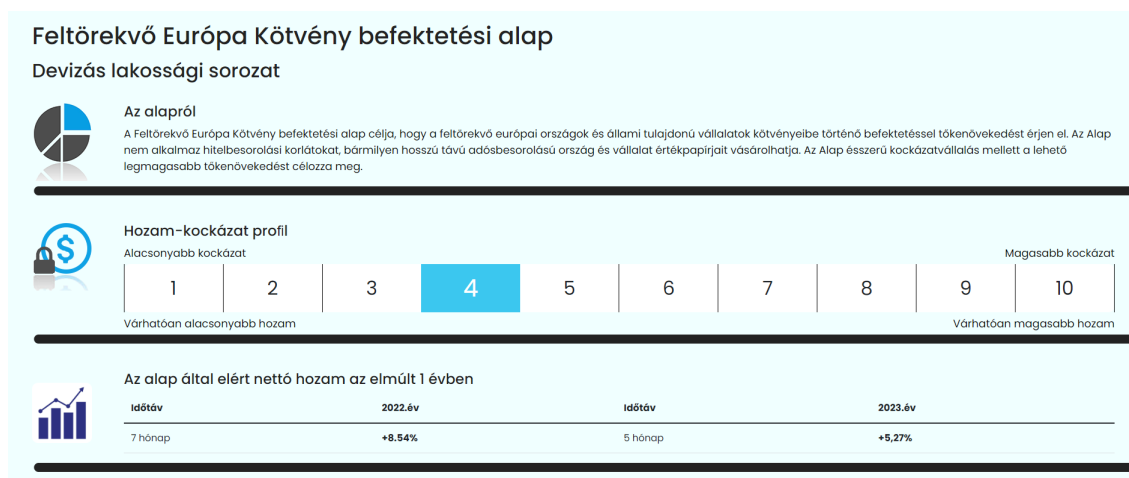 Feltörekvő Európa Kötvény befektetési alap
Devizás lakossági sorozat
Az alapról
A Feltörekvő Európa Kötvény befektetési alap célja, hogy a feltörekvő európai országok és állami tulajdonú vállalatok kötvényeibe történő befektetéssel tőkenövekedést érjen el. Az Alap
nem alkalmaz hitelbesorolási korlátokat, bármilyen hosszú távú adósbesorolású ország és vállalat értékpapírjait vásárolhatja. Az Alap ésszerű kockázatvállalás mellett a lehető
legmagasabb tőkenövekedést célozza meg.
$
Hozam-kockázat profil
Alacsonyabb kockázat Magasabb kockázat
1 2 3 4 5 6 7 8 9 10
Várhatóan alacsonyabb hozam Várhatóan magasabb hozam
Az alap által elért nettó hozam az elmúlt 1 évben
Időtáv 2022.év Időtáv 2023.év
7 hónap +8.54% 5 hónap +5,27%